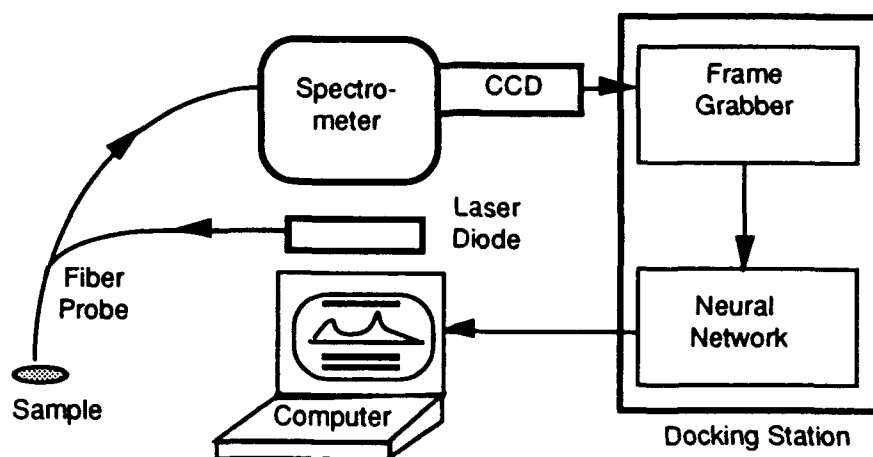 Spectro-
meter
CCD
Frame
Grabber
Laser
Diode
Fiber
Probe
Neural
Network
Sample
Computer
Docking Station